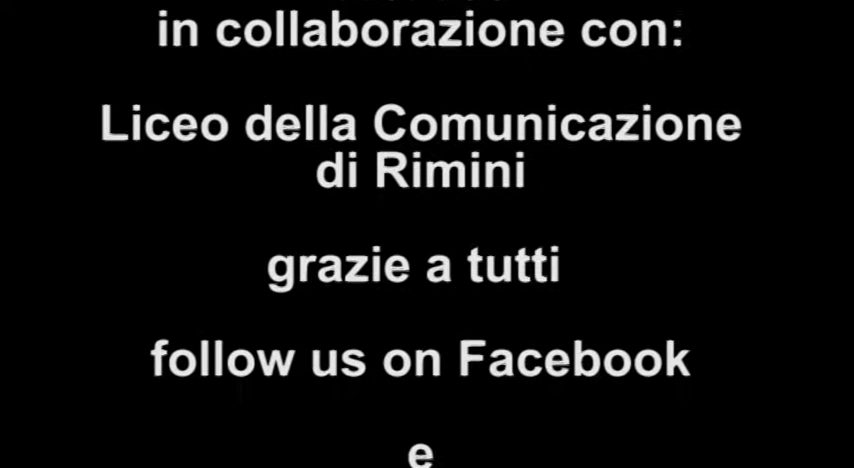 in collaborazione con:
Liceo della Comunicazione
di Rimini
grazie a tutti
follow us on Facebook
e